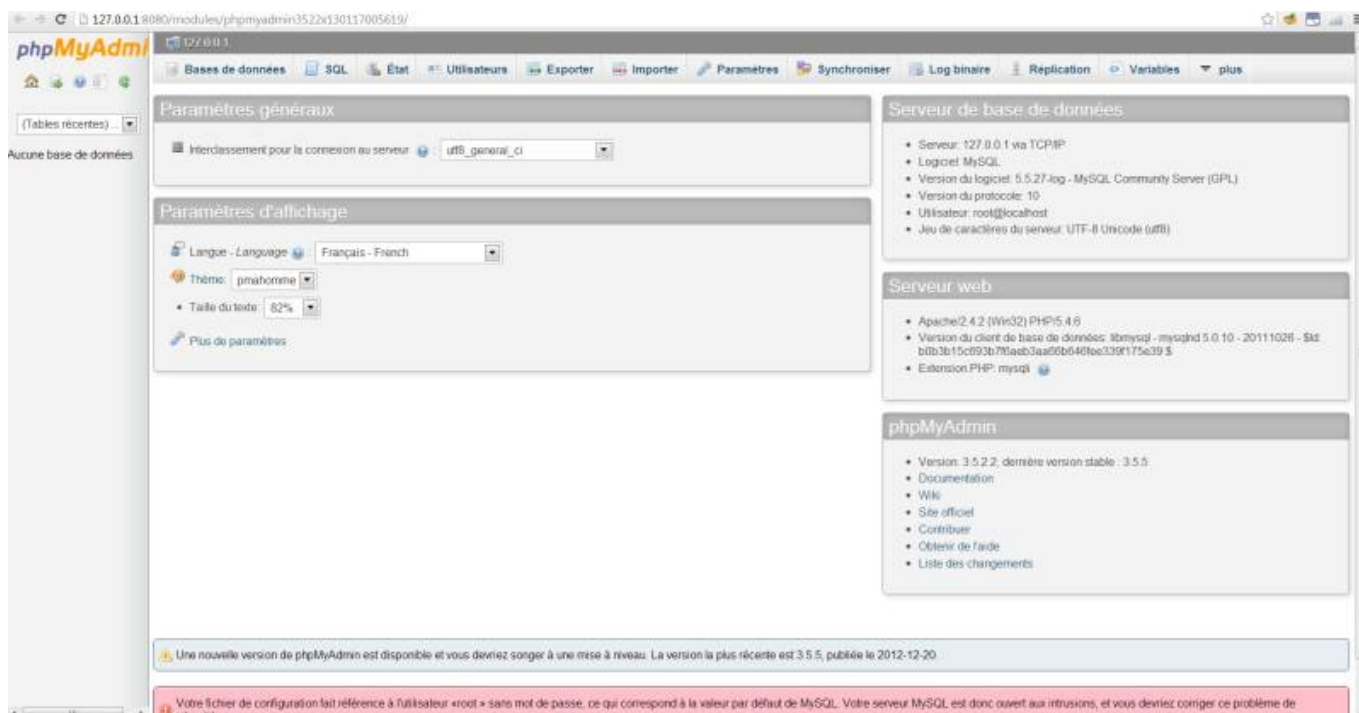 127.0.0.1:8080/modules/phpmyadmin3522x130117005619/
phpMyAdmi
127.0.0.1
Bases de données SQL État Utilisateurs Exporter Importer Paramètres Synchroniser Log binaire Réplication Variables plus
(Tables récentes) ...
Aucune base de données
Paramètres généraux
Interclassement pour la connexion au serveur : utf8_general_ci
Paramètres d'affichage
Langue - Language : Français - French
Thème: pmahomme
Taille du texte: 82%
Plus de paramètres
Serveur de base de données
Serveur: 127.0.0.1 via TCP/IP
Logiciel: MySQL
Version du logiciel: 5.5.27-log - MySQL Community Server (GPL)
Version du protocole: 10
Utilisateur: root@localhost
Jeu de caractères du serveur: UTF-8 Unicode (utf8)
Serveur web
Apache/2.4.2 (Win32) PHP/5.4.6
Version du client de base de données: libmysql - mysqlnd 5.0.10 - 20111026 - $Id:
Extension PHP: mysqli
phpMyAdmin
Version: 3.5.2.2, dernière version stable : 3.5.5
Documentation
Wiki
Site officiel
Contribuer
Obtenir de l'aide
Liste des changements
Une nouvelle version de phpMyAdmin est disponible et vous devriez songer à une mise à niveau. La version la plus récente est 3.5.5, publiée le 2012-12-20.
Votre fichier de configuration fait référence à l'utilisateur «root » sans mot de passe, ce qui correspond à la valeur par défaut de MySQL. Votre serveur MySQL est donc ouvert aux intrusions, et vous devriez corriger ce problème de